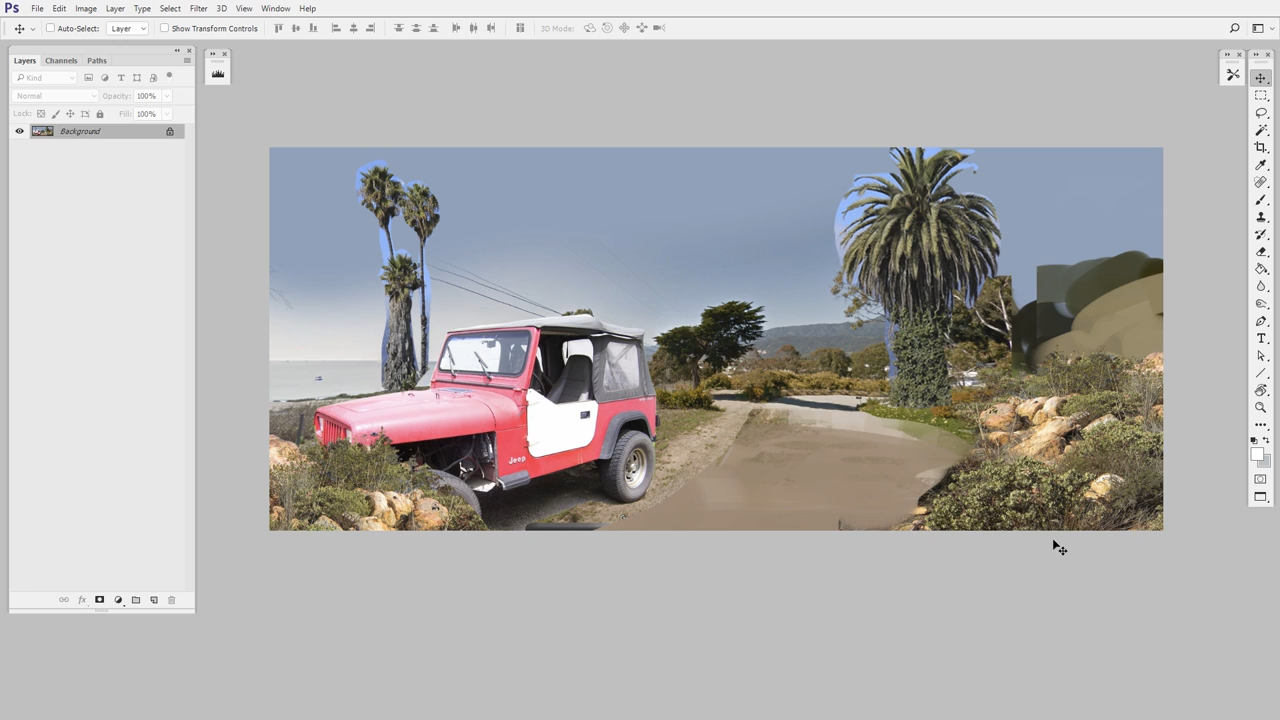 Ps File Edit Image Layer Type Select Filter 3D View Window Help
Auto-Select: Layer Show Transform Controls 3D Mode:
Layers Channels Paths
Kind
Normal Opacity: 100%
Lock: Fill: 100%
Background
Jeep
fx